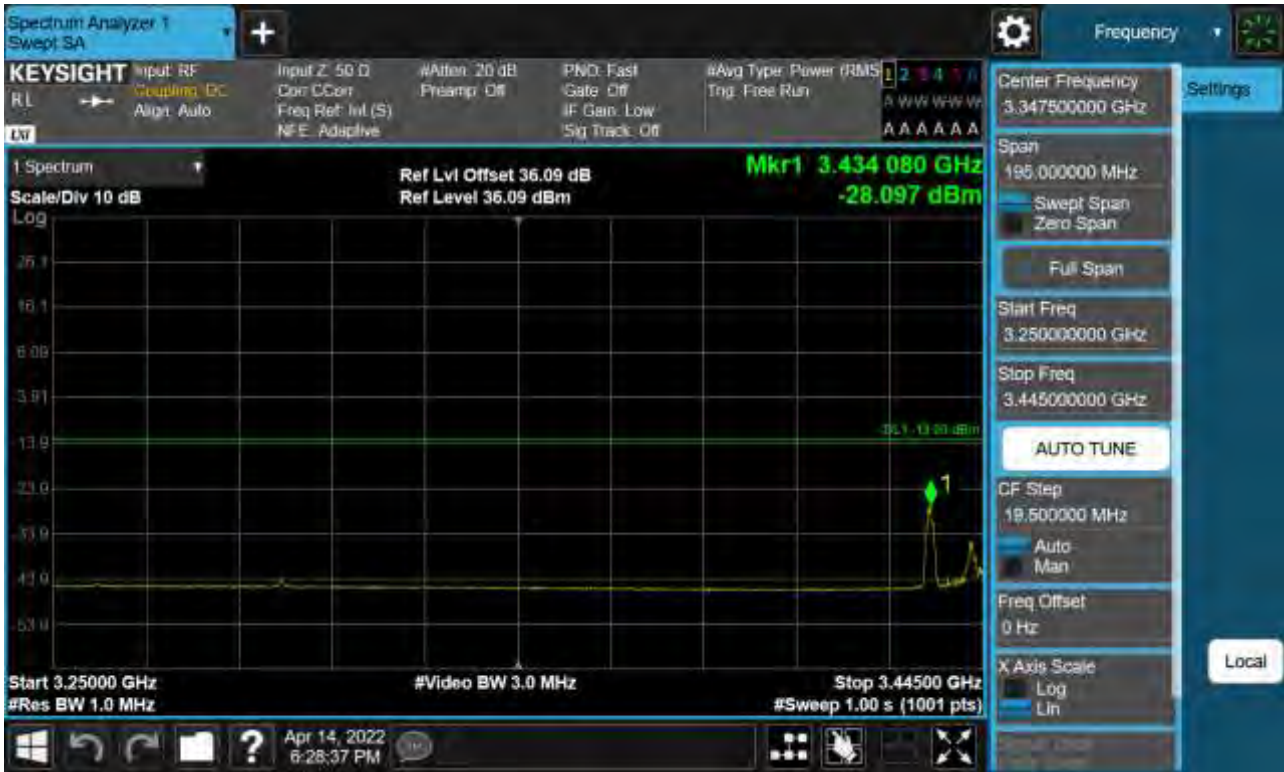 Spectrum Analyzer 1
Swept SA
+
Frequency
KEYSIGHT
RL
LXI
Input: RF
Coupling: DC
Align: Auto
Input Z: 50 Ω
Corr CCorr
Freq Ref: Int (S)
NFE: Adaptive
#Atten: 20 dB
Preamp: Off
PNO: Fast
Gate: Off
IF Gain: Low
Sig Track: Off
#Avg Type: Power (RMS
Trig: Free Run
1 2 3 4 5 6
A W W W W W
A A A A A A
1 Spectrum
Scale/Div 10 dB
Log
Ref Lvl Offset 36.09 dB
Ref Level 36.09 dBm
Mkr1 3.434 080 GHz
-28.097 dBm
26.1
16.1
6.09
-3.91
-13.9
-23.9
-33.9
-43.9
-53.9
1
Start 3.25000 GHz
#Res BW 1.0 MHz
#Video BW 3.0 MHz
Stop 3.44500 GHz
#Sweep 1.00 s (1001 pts)
Center Frequency
3.347500000 GHz
Settings
Span
195.000000 MHz
Swept Span
Zero Span
Full Span
Start Freq
3.250000000 GHz
Stop Freq
3.445000000 GHz
AUTO TUNE
CF Step
19.500000 MHz
Auto
Man
Freq Offset
0 Hz
X Axis Scale
Log
Lin
Local
?
Apr 14, 2022
6:28:37 PM